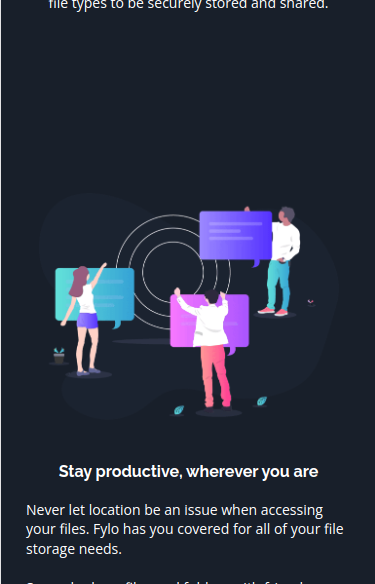 file types to be securely stored and shared.
Stay productive, wherever you are
Never let location be an issue when accessing
your files. Fylo has you covered for all of your file
storage needs.